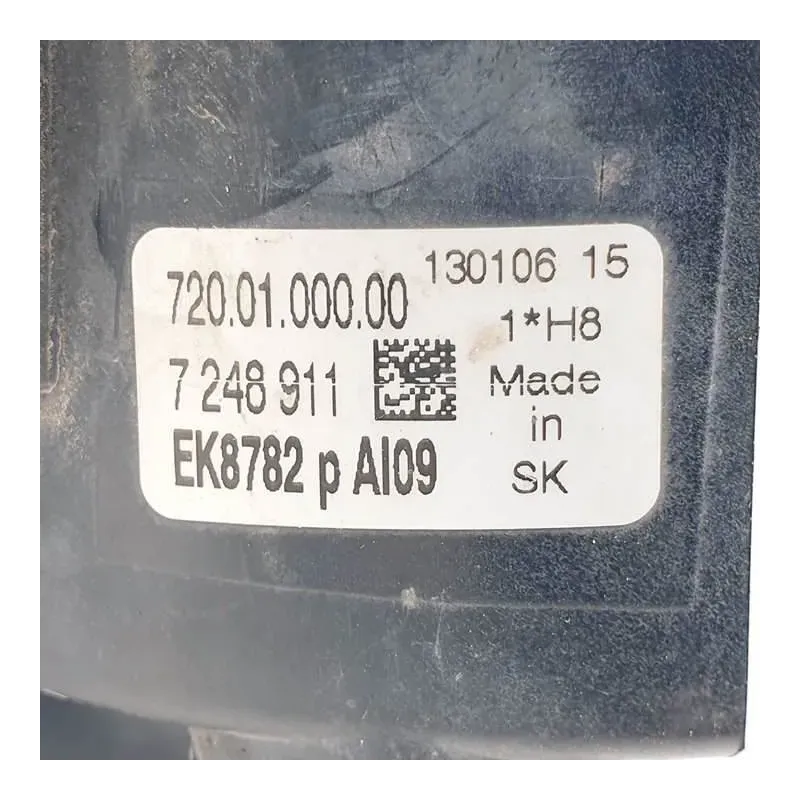 720.01.000.00
7 248 911
EK8782 p AI09
130106 15
1*H8
Made
in
SK